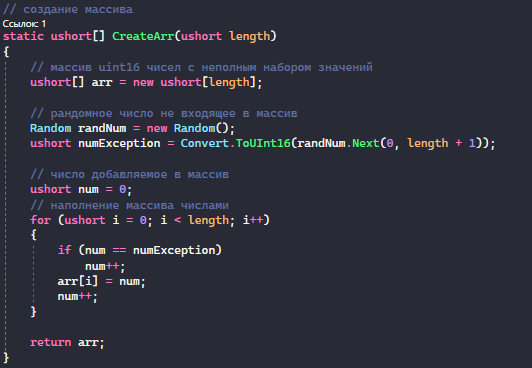 // создание массива
Ссылок: 1
static ushort[] CreateArr(ushort length)
{
// массив uint16 чисел с неполным набором значений
ushort[] arr = new ushort[length];
// рандомное число не входящее в массив
Random randNum = new Random();
ushort numException = Convert.ToUInt16(randNum.Next(0, length + 1));
// число добавляемое в массив
ushort num = 0;
// наполнение массива числами
for (ushort i = 0; i < length; i++)
{
if (num == numException)
num++;
arr[i] = num;
num++;
}
return arr;
}